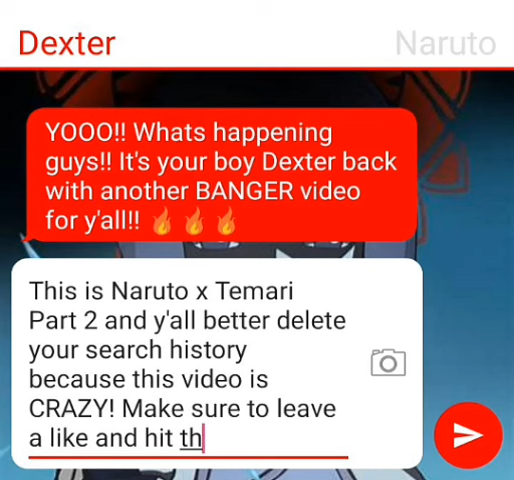 Dexter Naruto
YOOO!! Whats happening
guys!! It's your boy Dexter back
with another BANGER video
for y'all!! 🔥🔥🔥
This is Naruto x Temari
Part 2 and y'all better delete
your search history
because this video is
CRAZY! Make sure to leave
a like and hit th